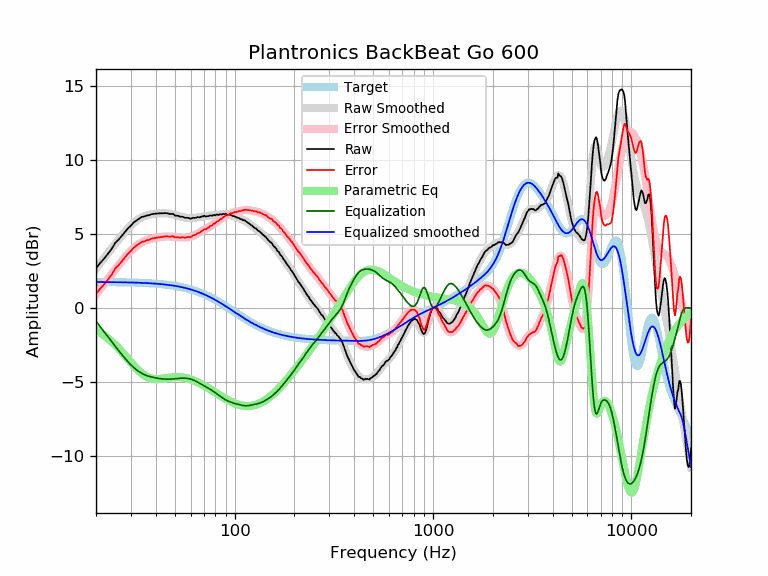 Plantronics BackBeat Go 600
Target
Raw Smoothed
Error Smoothed
Raw
Error
Parametric Eq
Equalization
Equalized smoothed
15
10
5
0
−5
−10
Amplitude (dBr)
100
1000
10000
Frequency (Hz)